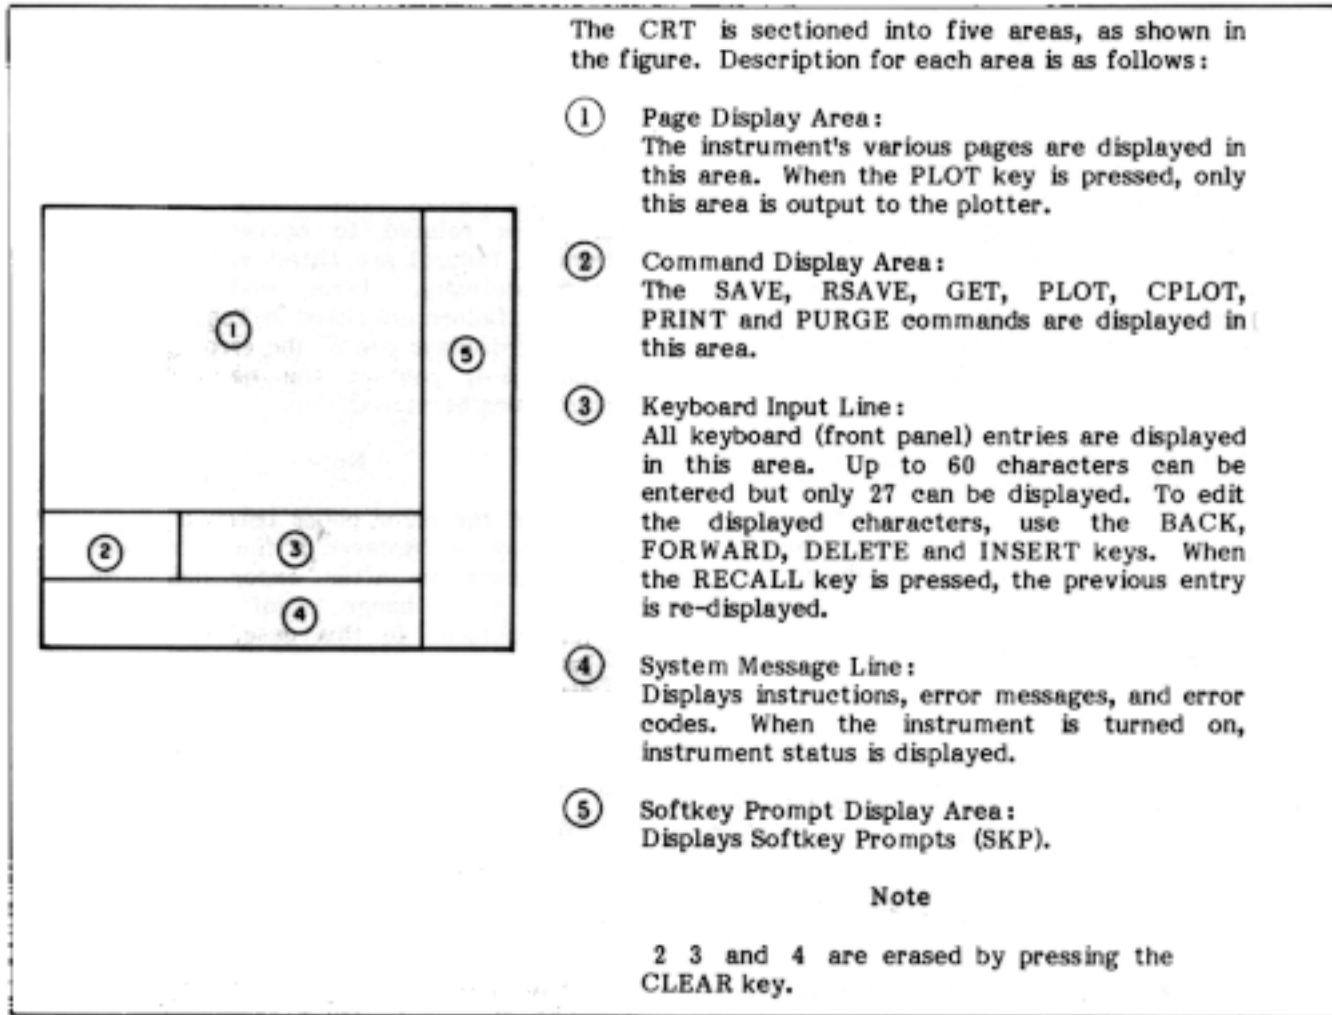 The CRT is sectioned into five areas, as shown in
the figure. Description for each area is as follows:
1 Page Display Area:
The instrument's various pages are displayed in
this area. When the PLOT key is pressed, only
this area is output to the plotter.
2 Command Display Area:
The SAVE, RSAVE, GET, PLOT, CPLOT,
PRINT and PURGE commands are displayed in
this area.
3 Keyboard Input Line:
All keyboard (front panel) entries are displayed
in this area. Up to 60 characters can be
entered but only 27 can be displayed. To edit
the displayed characters, use the BACK,
FORWARD, DELETE and INSERT keys. When
the RECALL key is pressed, the previous entry
is re-displayed.
4 System Message Line:
Displays instructions, error messages, and error
codes. When the instrument is turned on,
instrument status is displayed.
5 Softkey Prompt Display Area:
Displays Softkey Prompts (SKP).
Note
2 3 and 4 are erased by pressing the
CLEAR key.
1
5
2
3
4